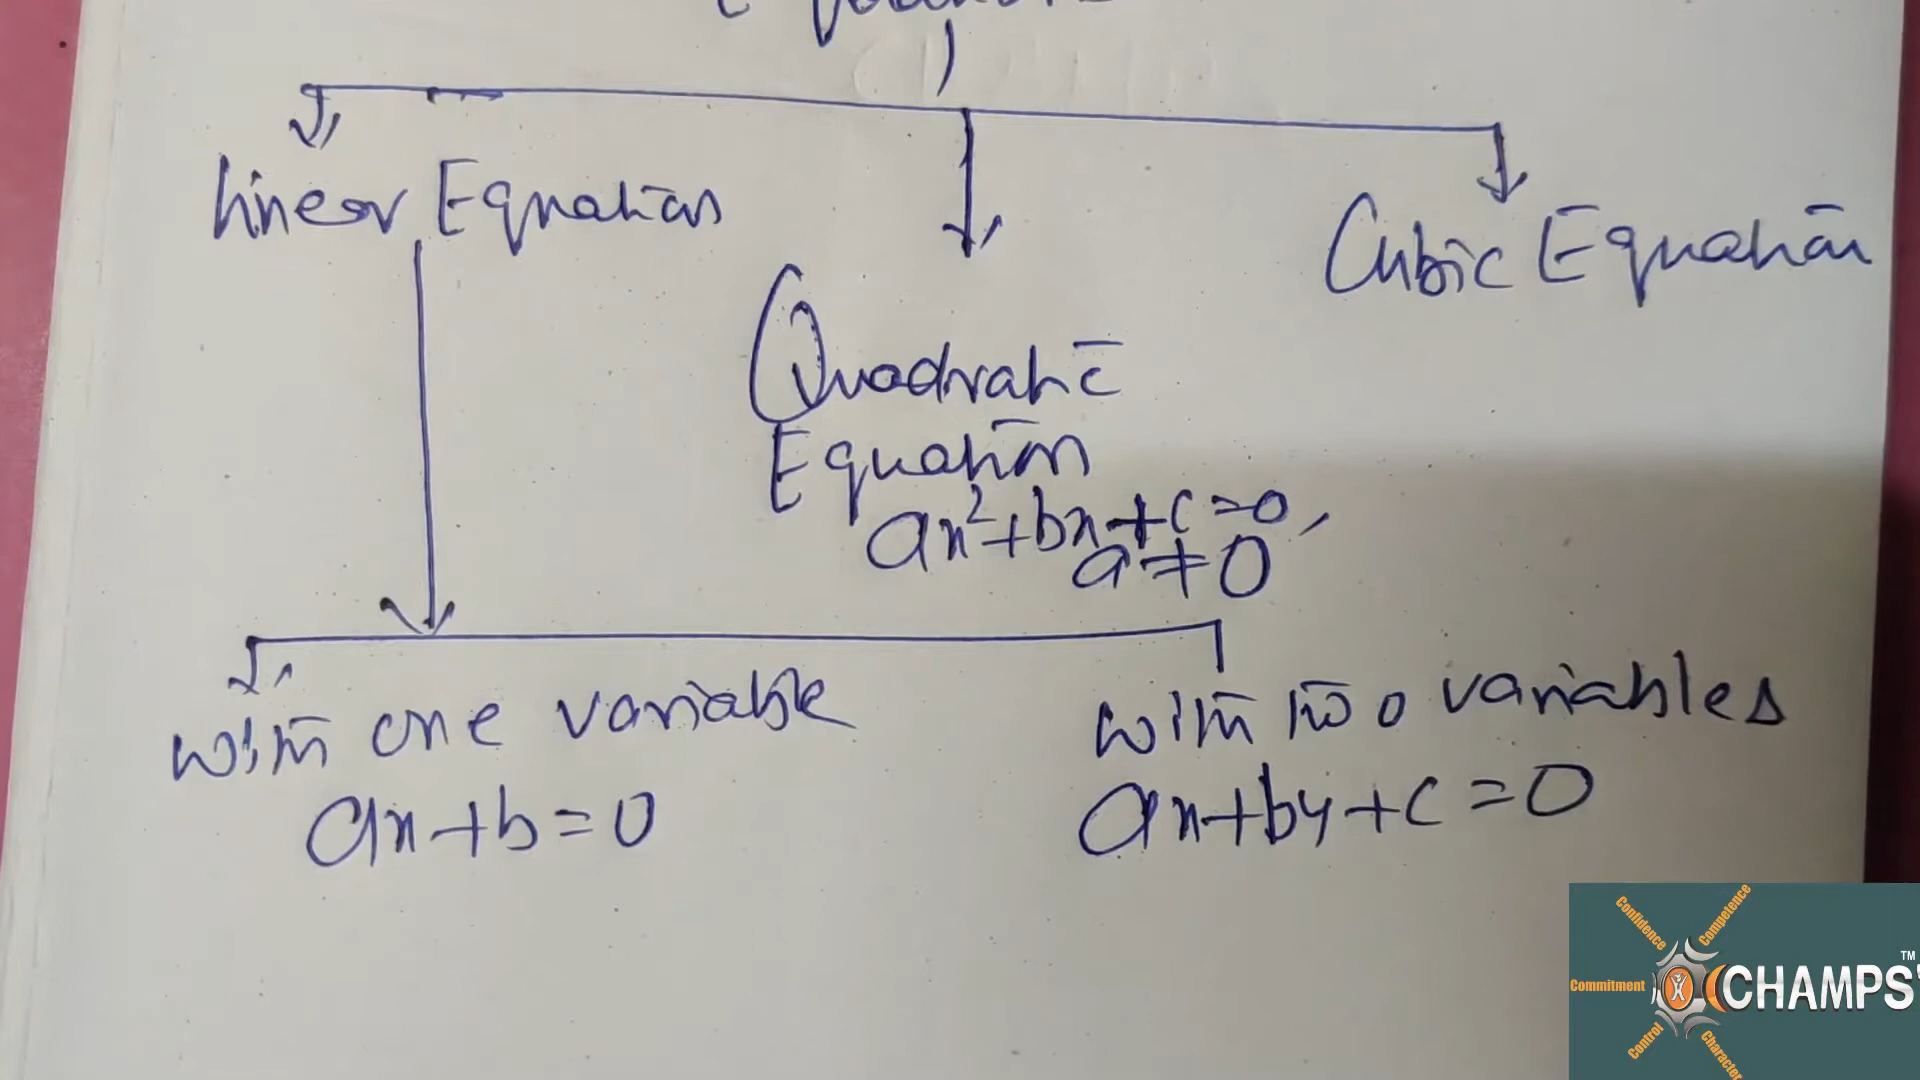 Linear Equation
Cubic Equation
Quadratic
Equation
ax²+bx+c=0,
a≠0
with one variable
with two variables
ax+b=0
ax+by+c=0
Confidence
Competence
Commitment
CHAMPS
TM
Control
Character